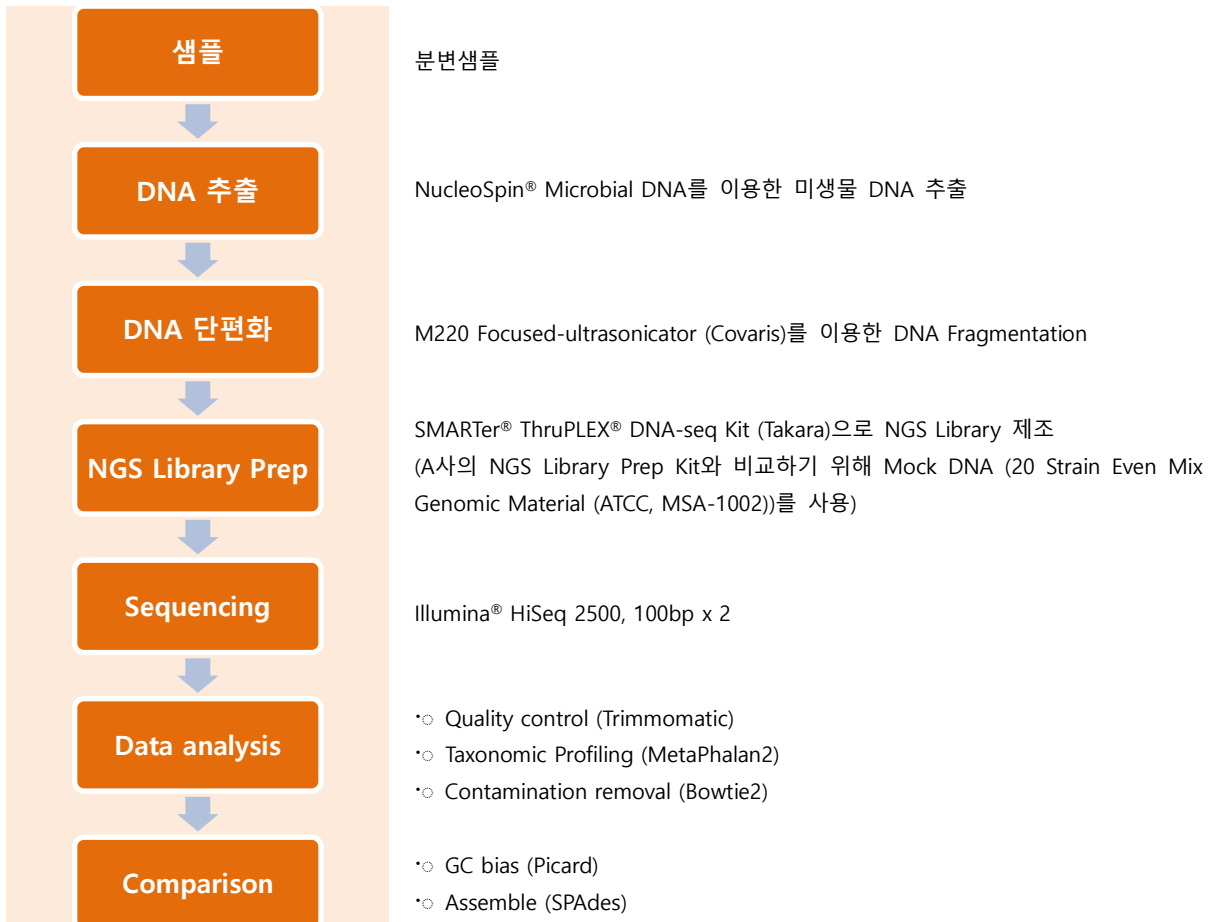 샘플
분변샘플
DNA 추출
NucleoSpin® Microbial DNA를 이용한 미생물 DNA 추출
DNA 단편화
M220 Focused-ultrasonicator (Covaris)를 이용한 DNA Fragmentation
NGS Library Prep
SMARTer® ThruPLEX® DNA-seq Kit (Takara)으로 NGS Library 제조
(A사의 NGS Library Prep Kit와 비교하기 위해 Mock DNA (20 Strain Even Mix
Genomic Material (ATCC, MSA-1002))를 사용)
Sequencing
Illumina® HiSeq 2500, 100bp x 2
Data analysis
·○ Quality control (Trimmomatic)
·○ Taxonomic Profiling (MetaPhalan2)
·○ Contamination removal (Bowtie2)
Comparison
·○ GC bias (Picard)
·○ Assemble (SPAdes)